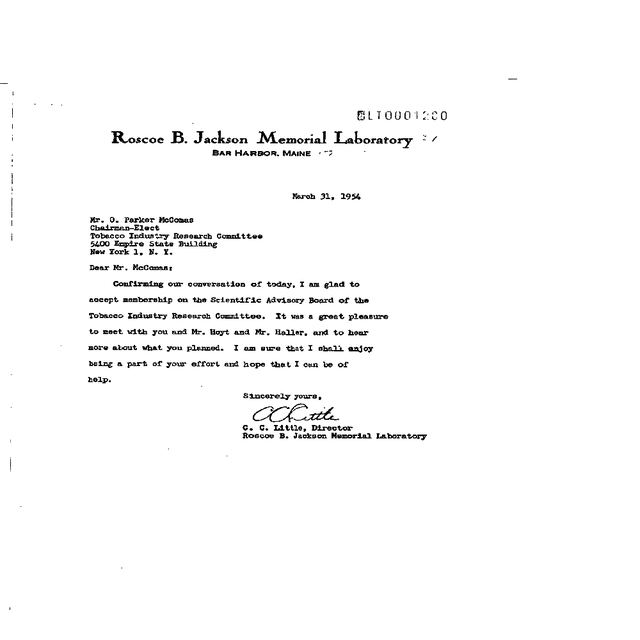 BLT0001200
Roscoe B. Jackson Memorial Laboratory
BAR HARBOR, MAINE
March 31, 1954
Mr. O. Parker McComas
Chairman-Elect
Tobacco Industry Research Committee
5400 Empire State Building
New York 1, N. Y.
Dear Mr. McComas:
Confirming our conversation of today, I am glad to
accept membership on the Scientific Advisory Board of the
Tobacco Industry Research Committee. It was a great pleasure
to meet with you and Mr. Hoyt and Mr. Haller, and to hear
more about what you planned. I am sure that I shall enjoy
being a part of your effort and hope that I can be of
help.
Sincerely yours,
CCLittle
C. C. Little, Director
Roscoe B. Jackson Memorial Laboratory